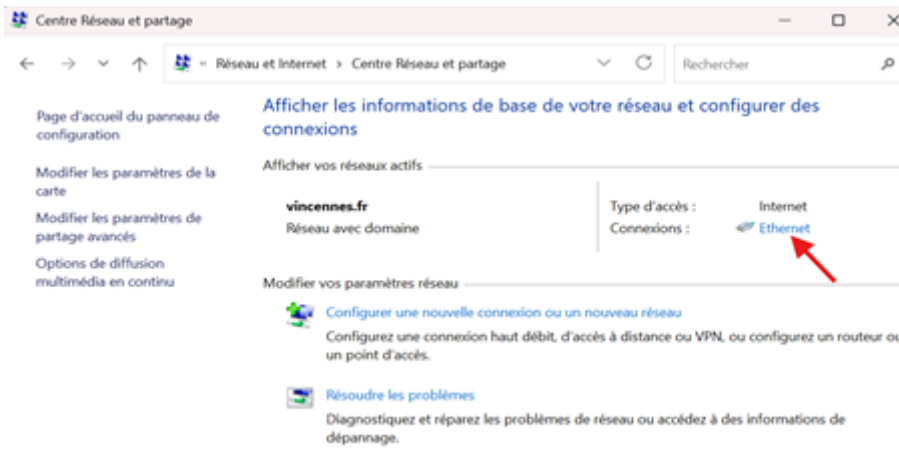 Centre Réseau et partage
« Réseau et Internet > Centre Réseau et partage
Rechercher
Page d'accueil du panneau de
configuration
Modifier les paramètres de la
carte
Modifier les paramètres de
partage avancés
Options de diffusion
multimédia en continu
Afficher les informations de base de votre réseau et configurer des
connexions
Afficher vos réseaux actifs
vincennes.fr
Réseau avec domaine
Type d'accès : Internet
Connexions : Ethernet
Modifier vos paramètres réseau
Configurer une nouvelle connexion ou un nouveau réseau
Configurez une connexion haut débit, d'accès à distance ou VPN, ou configurez un routeur ou
un point d'accès.
Résoudre les problèmes
Diagnostiquez et réparez les problèmes de réseau ou accédez à des informations de
dépannage.